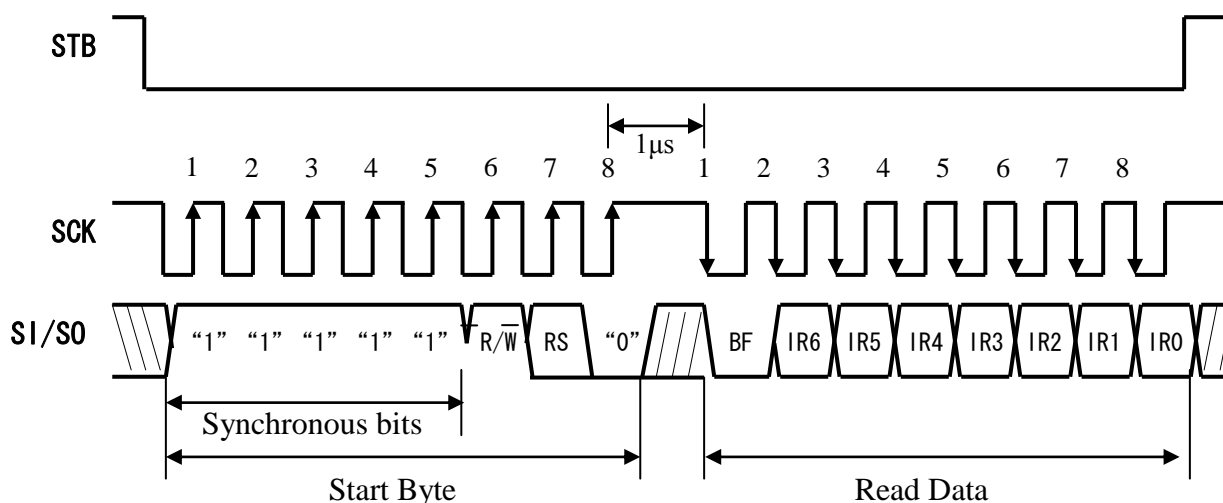 STB
1μs
1 2 3 4 5 6 7 8 1 2 3 4 5 6 7 8
SCK
SI/SO “1” “1” “1” “1” “1” R/W̅ RS “0” BF IR6 IR5 IR4 IR3 IR2 IR1 IR0
Synchronous bits
Start Byte Read Data